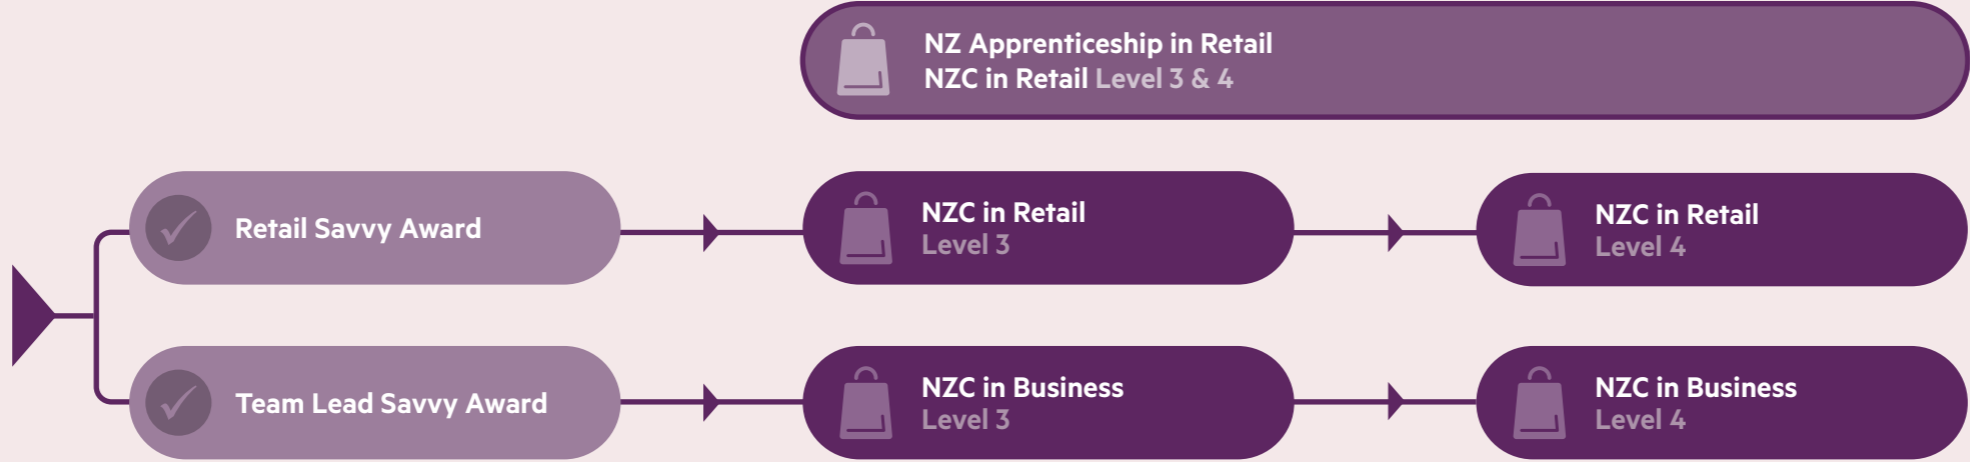 NZ Apprenticeship in Retail
NZC in Retail Level 3 & 4
Retail Savvy Award
NZC in Retail
Level 3
NZC in Retail
Level 4
Team Lead Savvy Award
NZC in Business
Level 3
NZC in Business
Level 4